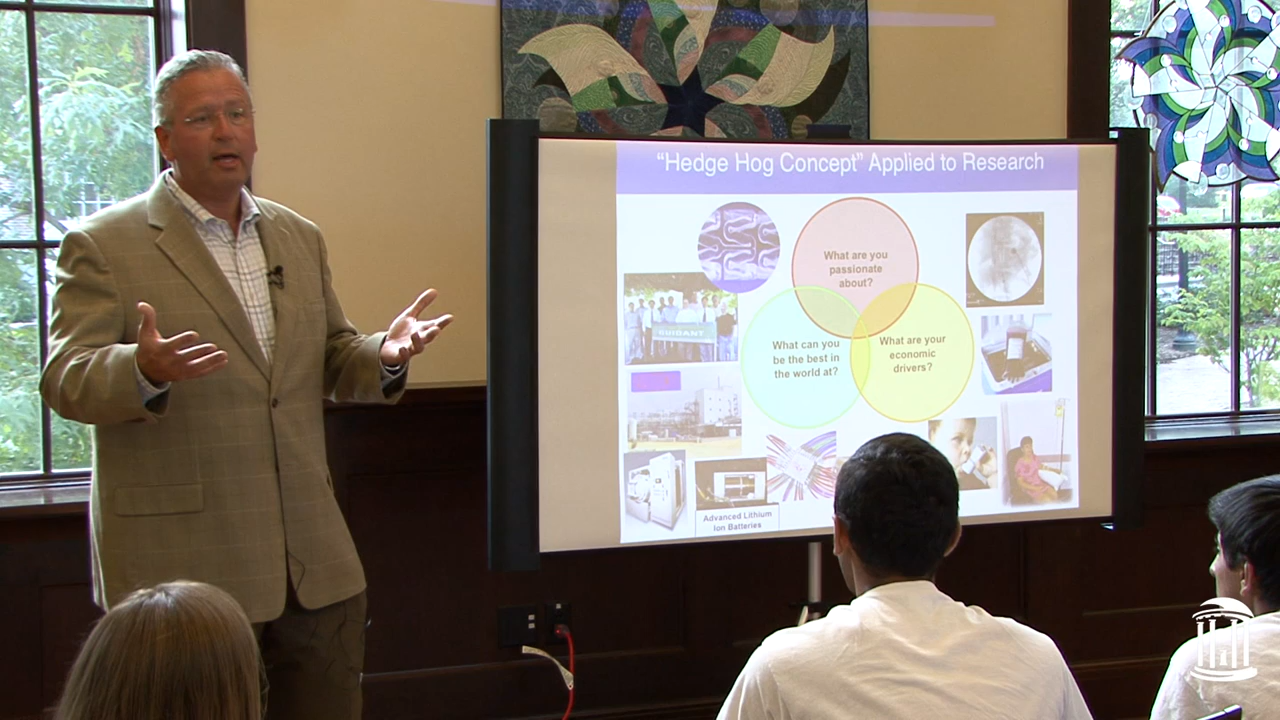 "Hedge Hog Concept" Applied to Research
What are you
passionate
about?
What can you
be the best in
the world at?
What are your
economic
drivers?
GUIDANT
Advanced Lithium
Ion Batteries